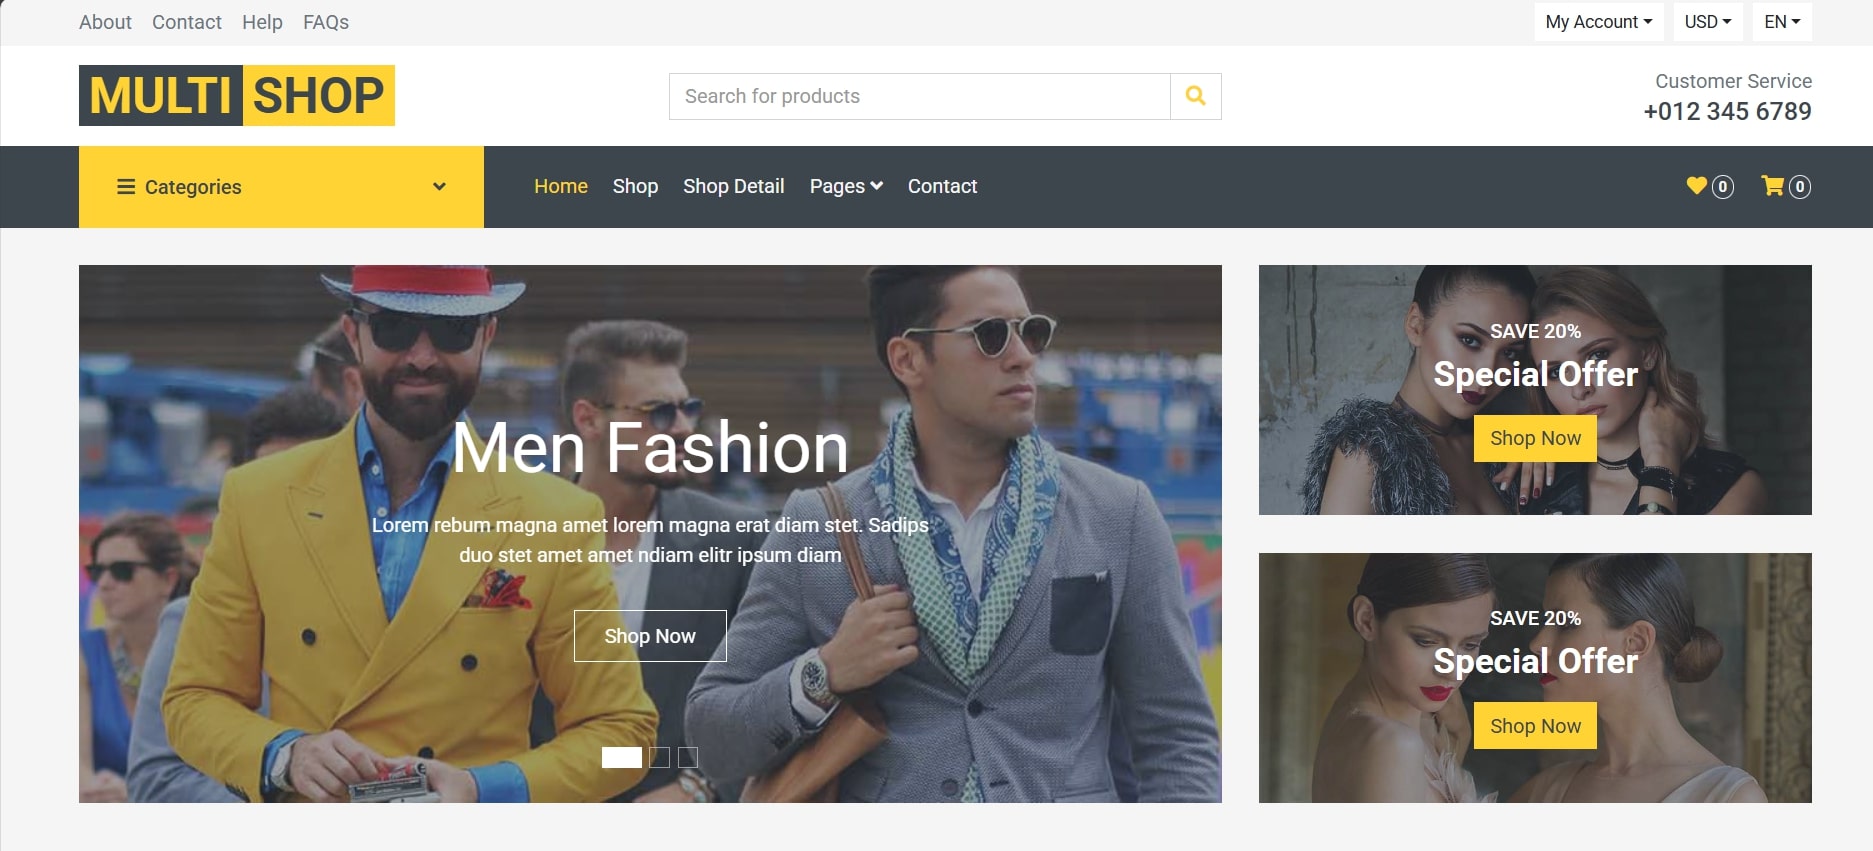 About Contact Help FAQs
My Account USD EN
MULTI SHOP
Search for products
Customer Service
+012 345 6789
Categories
Home Shop Shop Detail Pages Contact
0 0
Men Fashion
Lorem rebum magna amet lorem magna erat diam stet. Sadips
duo stet amet amet ndiam elitr ipsum diam
Shop Now
SAVE 20%
Special Offer
Shop Now
SAVE 20%
Special Offer
Shop Now